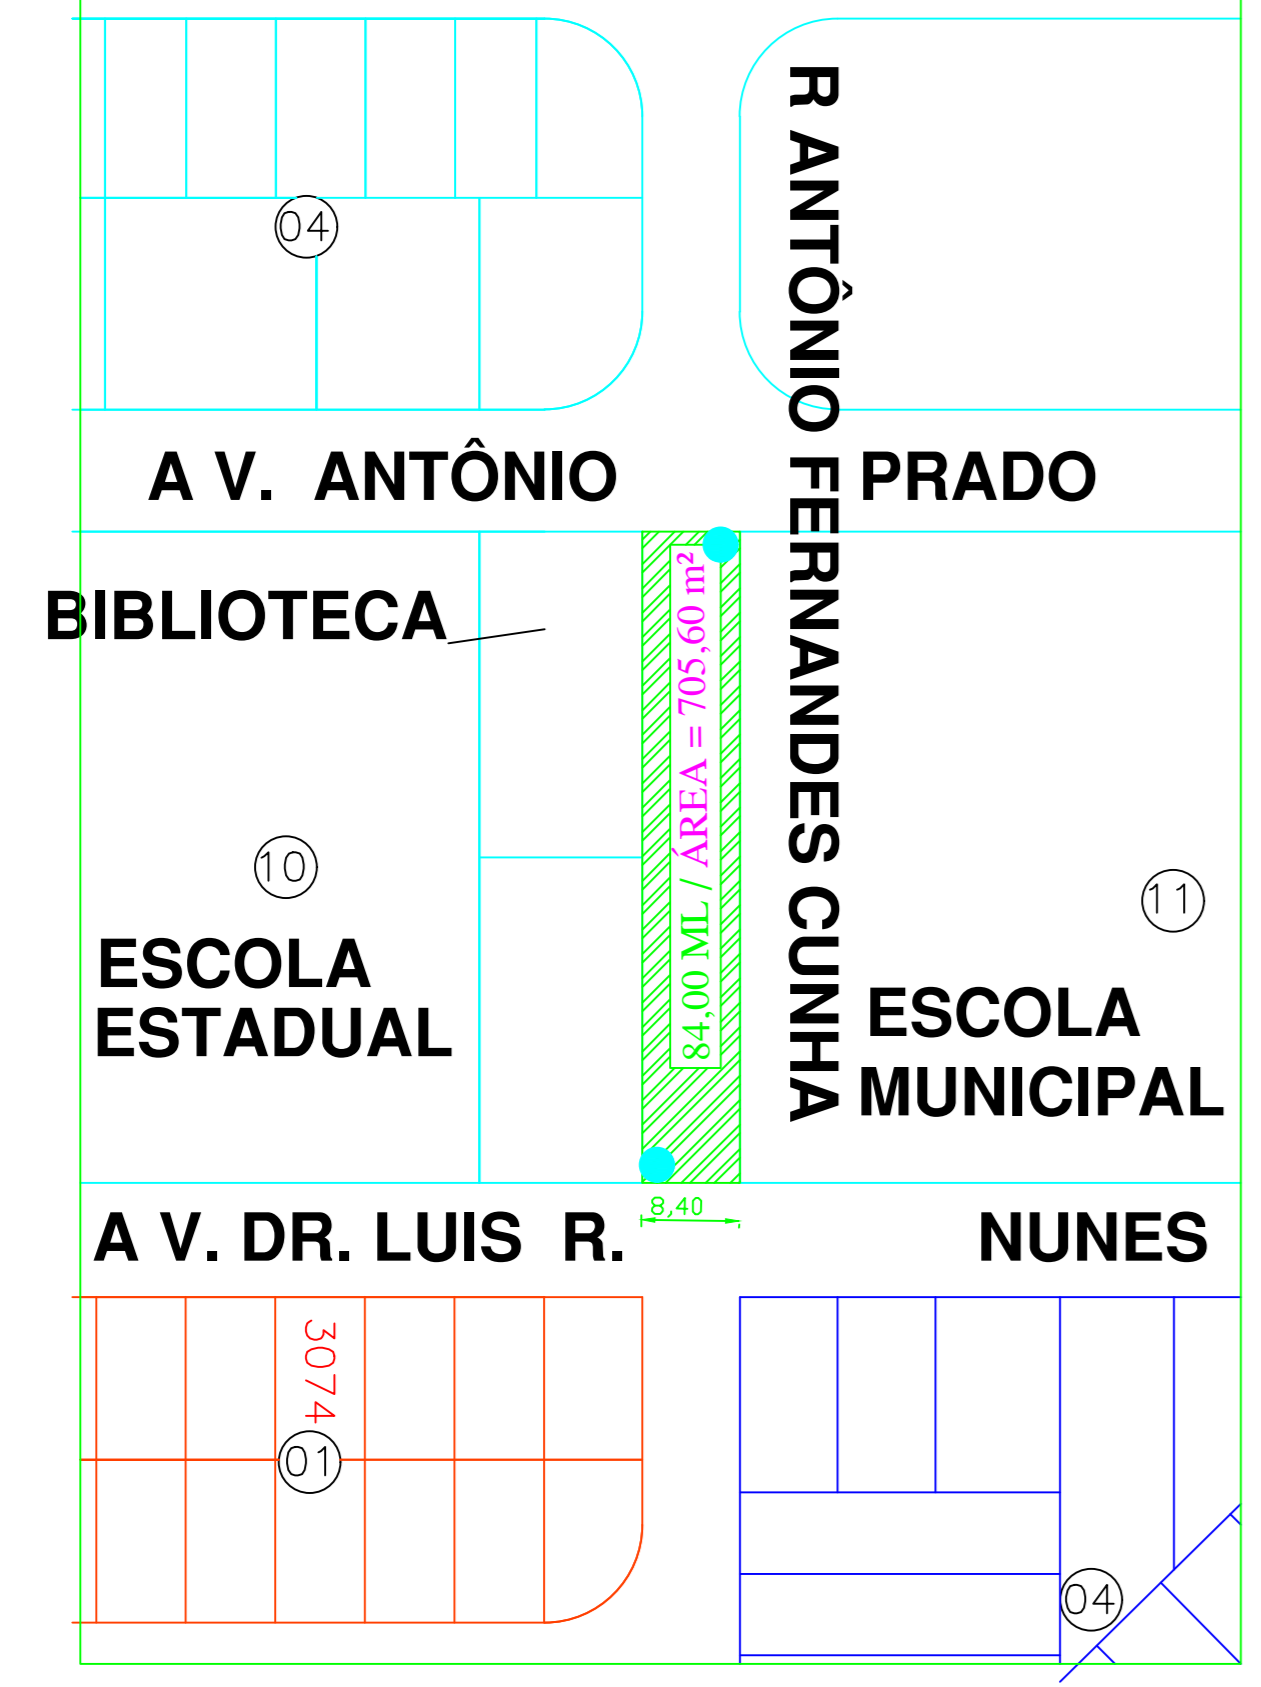 04
R ANTÔNIO FERNANDES CUNHA
A V. ANTÔNIO PRADO
BIBLIOTECA
84,00 ML / ÁREA = 705,60 m²
10
11
ESCOLA
ESTADUAL
ESCOLA
MUNICIPAL
8,40
A V. DR. LUIS R. NUNES
3074
01
04